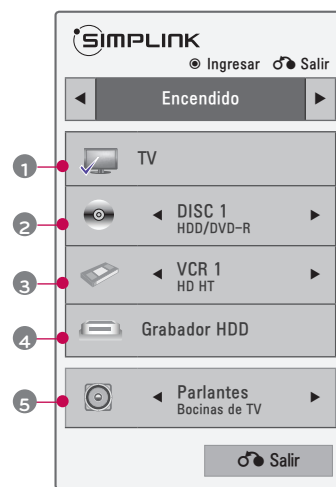 SIMPLINK
Ingresar Salir
Encendido
1 TV
2 DISC 1
HDD/DVD-R
3 VCR 1
HD HT
4 Grabador HDD
5 Parlantes
Bocinas de TV
Salir